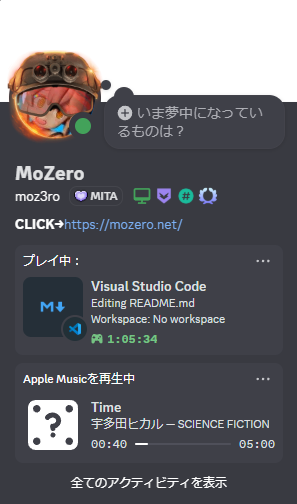 いま夢中になってい
るものは？
MoZero
moz3ro MITA #
CLICK➜https://mozero.net/
プレイ中：
Visual Studio Code
Editing README.md
Workspace: No workspace
1:05:34
Apple Musicを再生中
Time
宇多田ヒカル — SCIENCE FICTION
00:40 05:00
全てのアクティビティを表示